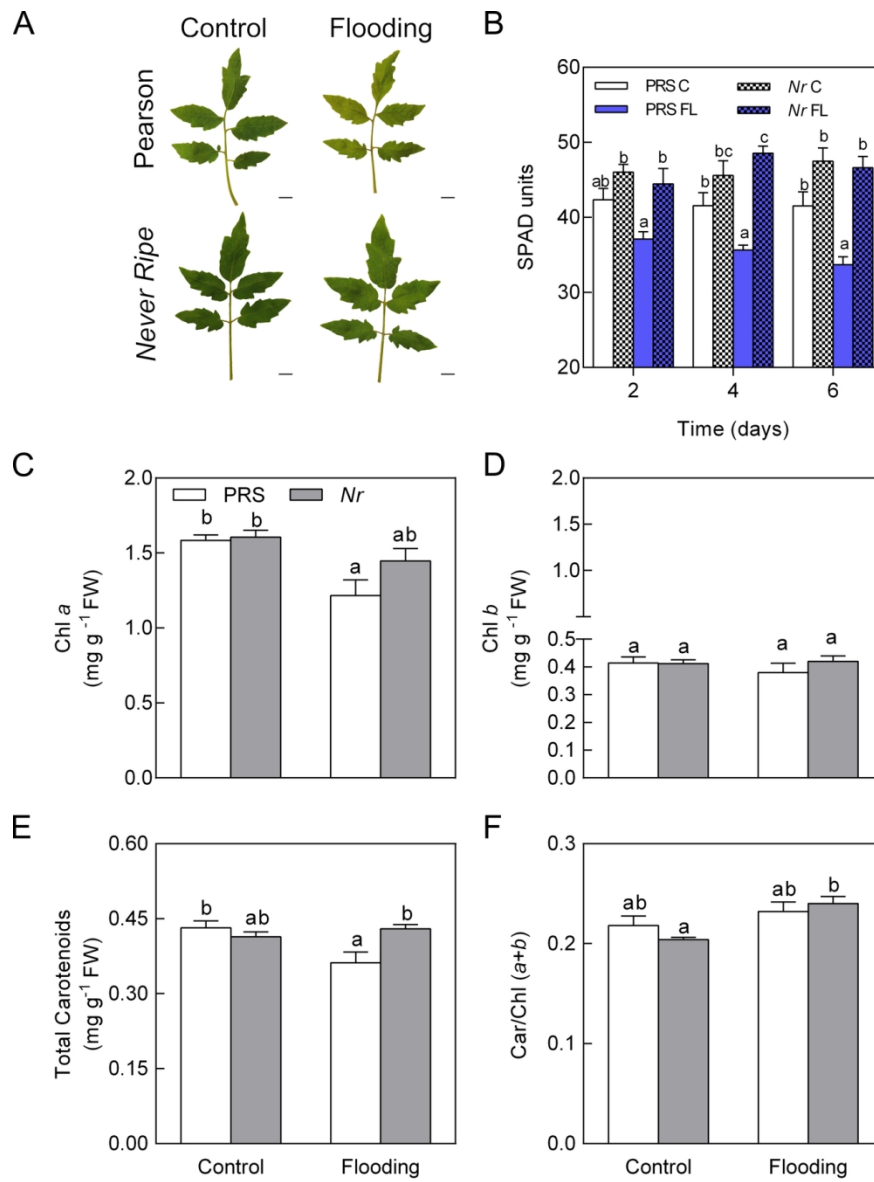 A
Control
Flooding
Pearson
Never Ripe
B
60
50
40
30
20
SPAD units
PRS C
Nr C
PRS FL
Nr FL
ab
b
a
b
b
bc
a
c
b
b
a
b
2
4
6
Time (days)
C
2.0
1.5
1.0
0.5
0.0
Chl a
(mg g -1 FW)
PRS
Nr
b
b
a
ab
D
2.0
1.5
1.0
0.5
0.4
0.3
0.2
0.1
0.0
Chl b
(mg g -1 FW)
a
a
a
a
E
0.60
0.45
0.30
0.15
0.00
Total Carotenoids
(mg g -1 FW)
b
ab
a
b
Control
Flooding
F
0.3
0.2
0.1
0.0
Car/Chl (a+b)
ab
a
ab
b
Control
Flooding